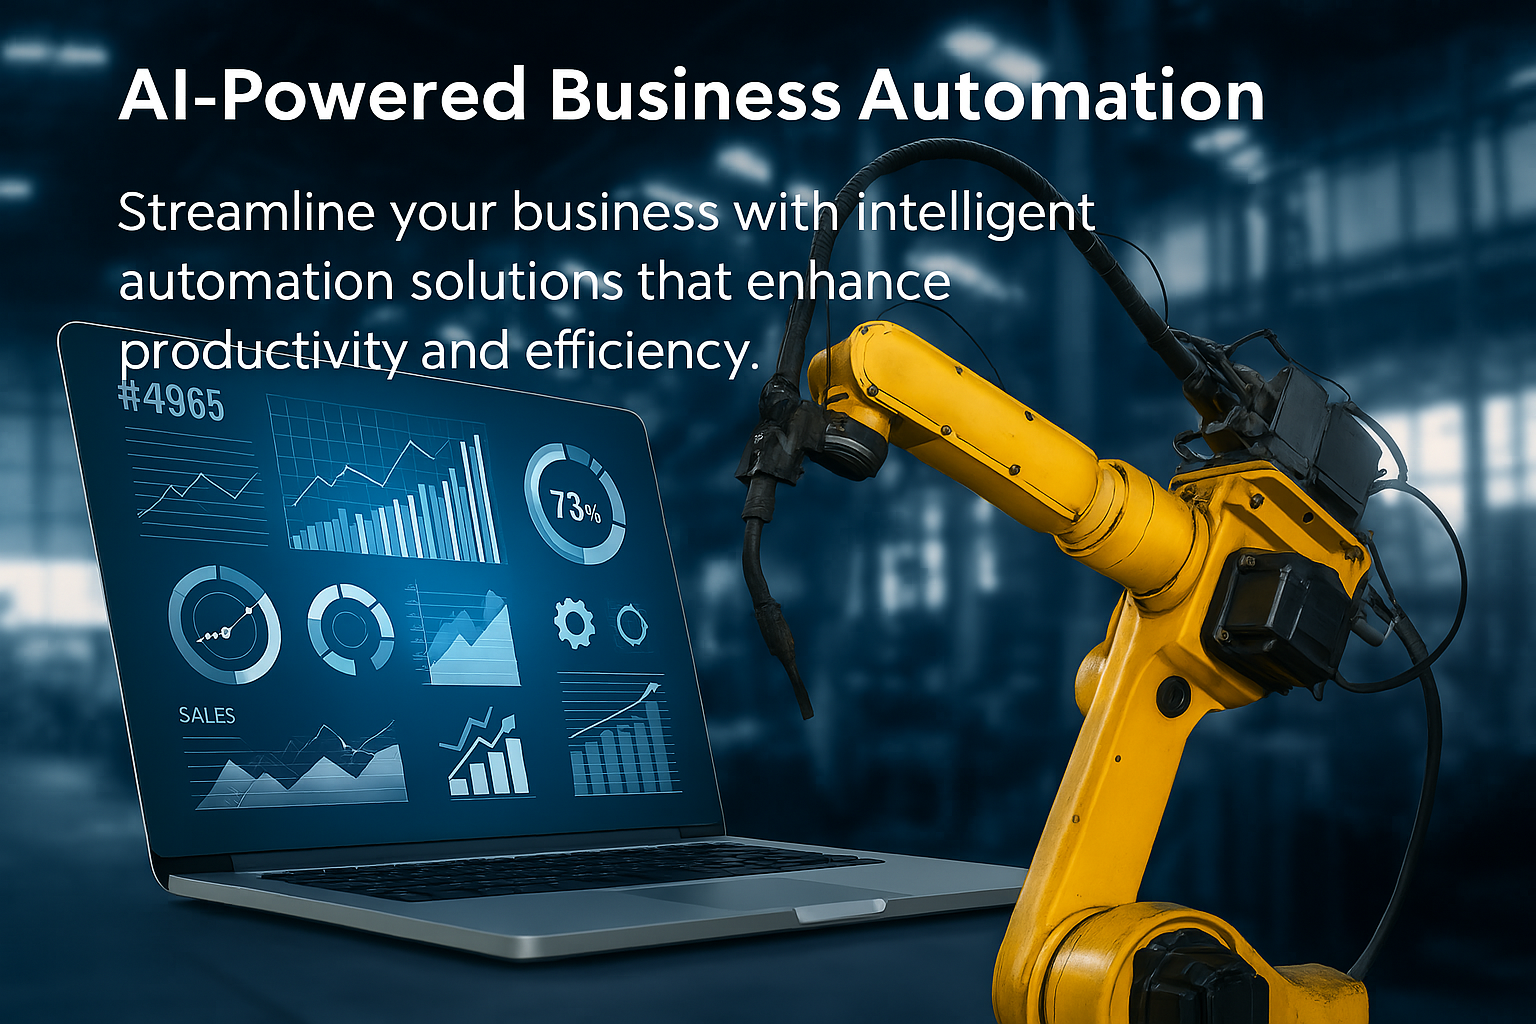 AI-Powered Business Automation
Streamline your business with intelligent
automation solutions that enhance
productivity and efficiency.
#4965
73%
SALES